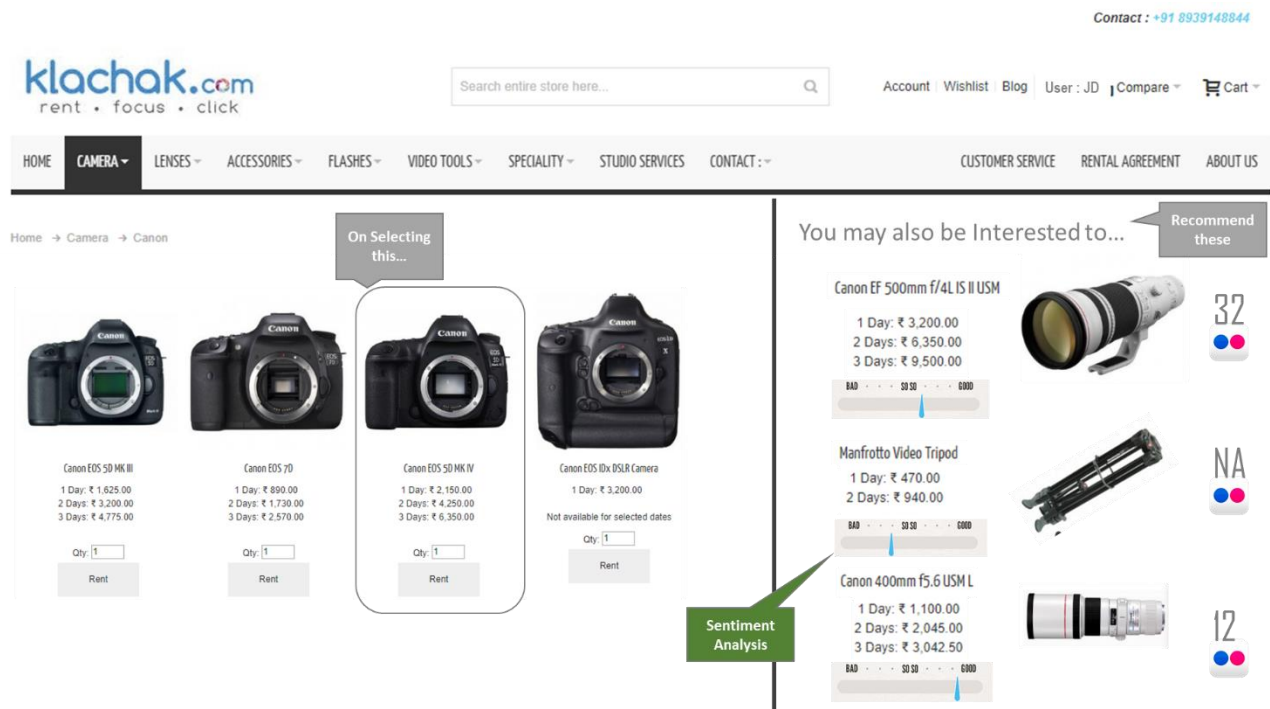 Contact : +91 8939148844
klachak.com
rent • focus • click
Search entire store here...
Account Wishlist Blog User : JD Compare Cart
HOME CAMERA LENSES ACCESSORIES FLASHES VIDEO TOOLS SPECIALITY STUDIO SERVICES CONTACT : CUSTOMER SERVICE RENTAL AGREEMENT ABOUT US
Home → Camera → Canon
On Selecting
this...
Canon EOS 5D MK III
1 Day: ₹ 1,625.00
2 Days: ₹ 3,200.00
3 Days: ₹ 4,775.00
Qty: 1
Rent
Canon EOS 7D
1 Day: ₹ 890.00
2 Days: ₹ 1,730.00
3 Days: ₹ 2,570.00
Qty: 1
Rent
Canon EOS 5D MK IV
1 Day: ₹ 2,150.00
2 Days: ₹ 4,250.00
3 Days: ₹ 6,350.00
Qty: 1
Rent
Canon EOS IDx DSLR Camera
1 Day: ₹ 3,200.00
Not available for selected dates
Qty: 1
Rent
You may also be Interested to...
Recommend
these
Canon EF 500mm f/4L IS II USM
1 Day: ₹ 3,200.00
2 Days: ₹ 6,350.00
3 Days: ₹ 9,500.00
BAD · · · SO SO · · · GOOD
32
Manfrotto Video Tripod
1 Day: ₹ 470.00
2 Days: ₹ 940.00
BAD · · · SO SO · · · GOOD
NA
Sentiment
Analysis
Canon 400mm f5.6 USM L
1 Day: ₹ 1,100.00
2 Days: ₹ 2,045.00
3 Days: ₹ 3,042.50
BAD · · · SO SO · · · GOOD
12